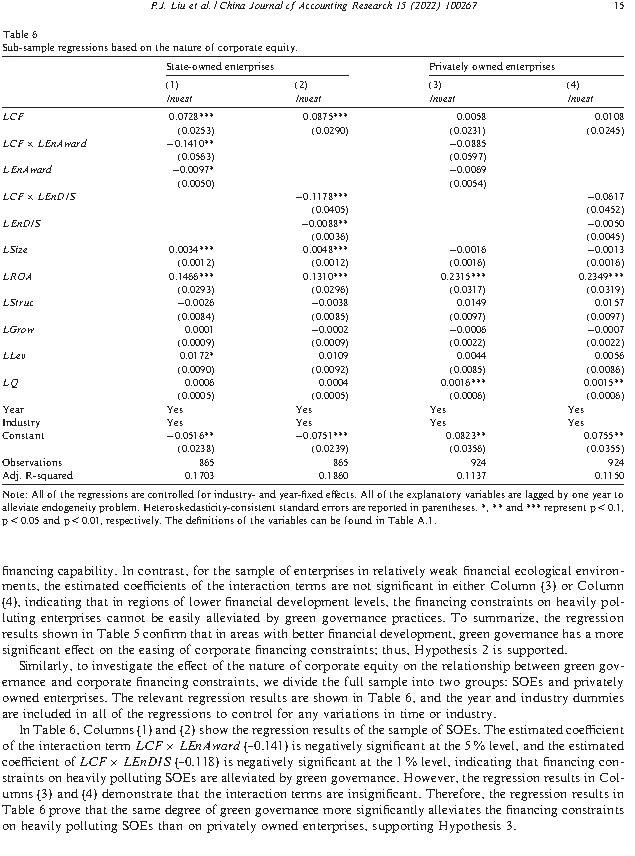 P.J. Liu et al. / China Journal of Accounting Research 15 (2022) 100267 15
Table 6
Sub-sample regressions based on the nature of corporate equity.
State-owned enterprises Privately owned enterprises
(1) (2) (3) (4)
Invest Invest Invest Invest
LCF 0.0728*** 0.0875*** 0.0058 0.0108
(0.0253) (0.0290) (0.0231) (0.0245)
LCF × LEnAward −0.1410** −0.0885
(0.0563) (0.0597)
LEnAward −0.0097* −0.0069
(0.0050) (0.0054)
LCF × LEnDIS −0.1178*** −0.0617
(0.0405) (0.0452)
LEnDIS −0.0088** −0.0050
(0.0036) (0.0045)
LSize 0.0034*** 0.0048*** −0.0016 −0.0013
(0.0012) (0.0012) (0.0016) (0.0016)
LROA 0.1466*** 0.1310*** 0.2315*** 0.2349***
(0.0293) (0.0296) (0.0317) (0.0319)
LStruc −0.0026 −0.0038 0.0149 0.0157
(0.0084) (0.0085) (0.0097) (0.0097)
LGrow 0.0001 −0.0002 −0.0006 −0.0007
(0.0009) (0.0009) (0.0022) (0.0022)
LLev 0.0172* 0.0109 0.0044 0.0056
(0.0090) (0.0092) (0.0085) (0.0086)
LQ 0.0006 0.0004 0.0016*** 0.0015**
(0.0005) (0.0005) (0.0006) (0.0006)
Year Yes Yes Yes Yes
Industry Yes Yes Yes Yes
Constant −0.0516** −0.0751*** 0.0823** 0.0755**
(0.0238) (0.0239) (0.0356) (0.0355)
Observations 865 865 924 924
Adj. R-squared 0.1703 0.1860 0.1137 0.1150
Note: All of the regressions are controlled for industry- and year-fixed effects. All of the explanatory variables are lagged by one year to
alleviate endogeneity problem. Heteroskedasticity-consistent standard errors are reported in parentheses. *, ** and *** represent p < 0.1,
p < 0.05 and p < 0.01, respectively. The definitions of the variables can be found in Table A.1.
financing capability. In contrast, for the sample of enterprises in relatively weak financial ecological environ-
ments, the estimated coefficients of the interaction terms are not significant in either Column (3) or Column
(4), indicating that in regions of lower financial development levels, the financing constraints on heavily pol-
luting enterprises cannot be easily alleviated by green governance practices. To summarize, the regression
results shown in Table 5 confirm that in areas with better financial development, green governance has a more
significant effect on the easing of corporate financing constraints; thus, Hypothesis 2 is supported.
Similarly, to investigate the effect of the nature of corporate equity on the relationship between green gov-
ernance and corporate financing constraints, we divide the full sample into two groups: SOEs and privately
owned enterprises. The relevant regression results are shown in Table 6, and the year and industry dummies
are included in all of the regressions to control for any variations in time or industry.
In Table 6, Columns (1) and (2) show the regression results of the sample of SOEs. The estimated coefficient
of the interaction term LCF × LEnAward (–0.141) is negatively significant at the 5% level, and the estimated
coefficient of LCF × LEnDIS (–0.118) is negatively significant at the 1% level, indicating that financing con-
straints on heavily polluting SOEs are alleviated by green governance. However, the regression results in Col-
umns (3) and (4) demonstrate that the interaction terms are insignificant. Therefore, the regression results in
Table 6 prove that the same degree of green governance more significantly alleviates the financing constraints
on heavily polluting SOEs than on privately owned enterprises, supporting Hypothesis 3.